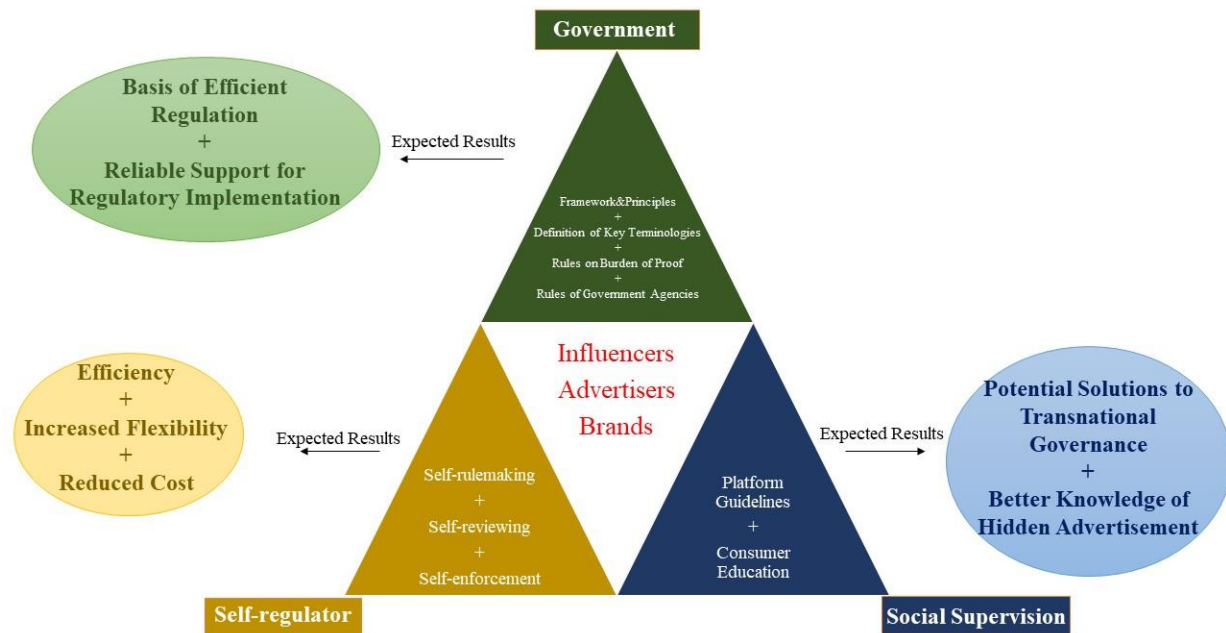 Government
Basis of Efficient
Regulation
+
Reliable Support for
Regulatory Implementation
Expected Results
Framework&Principles
+
Definition of Key Terminologies
+
Rules on Burden of Proof
+
Rules of Government Agencies
Influencers
Advertisers
Brands
Efficiency
+
Increased Flexibility
+
Reduced Cost
Expected Results
Self-rulemaking
+
Self-reviewing
+
Self-enforcement
Platform
Guidelines
+
Consumer
Education
Expected Results
Potential Solutions to
Transnational
Governance
+
Better Knowledge of
Hidden Advertisement
Self-regulator
Social Supervision